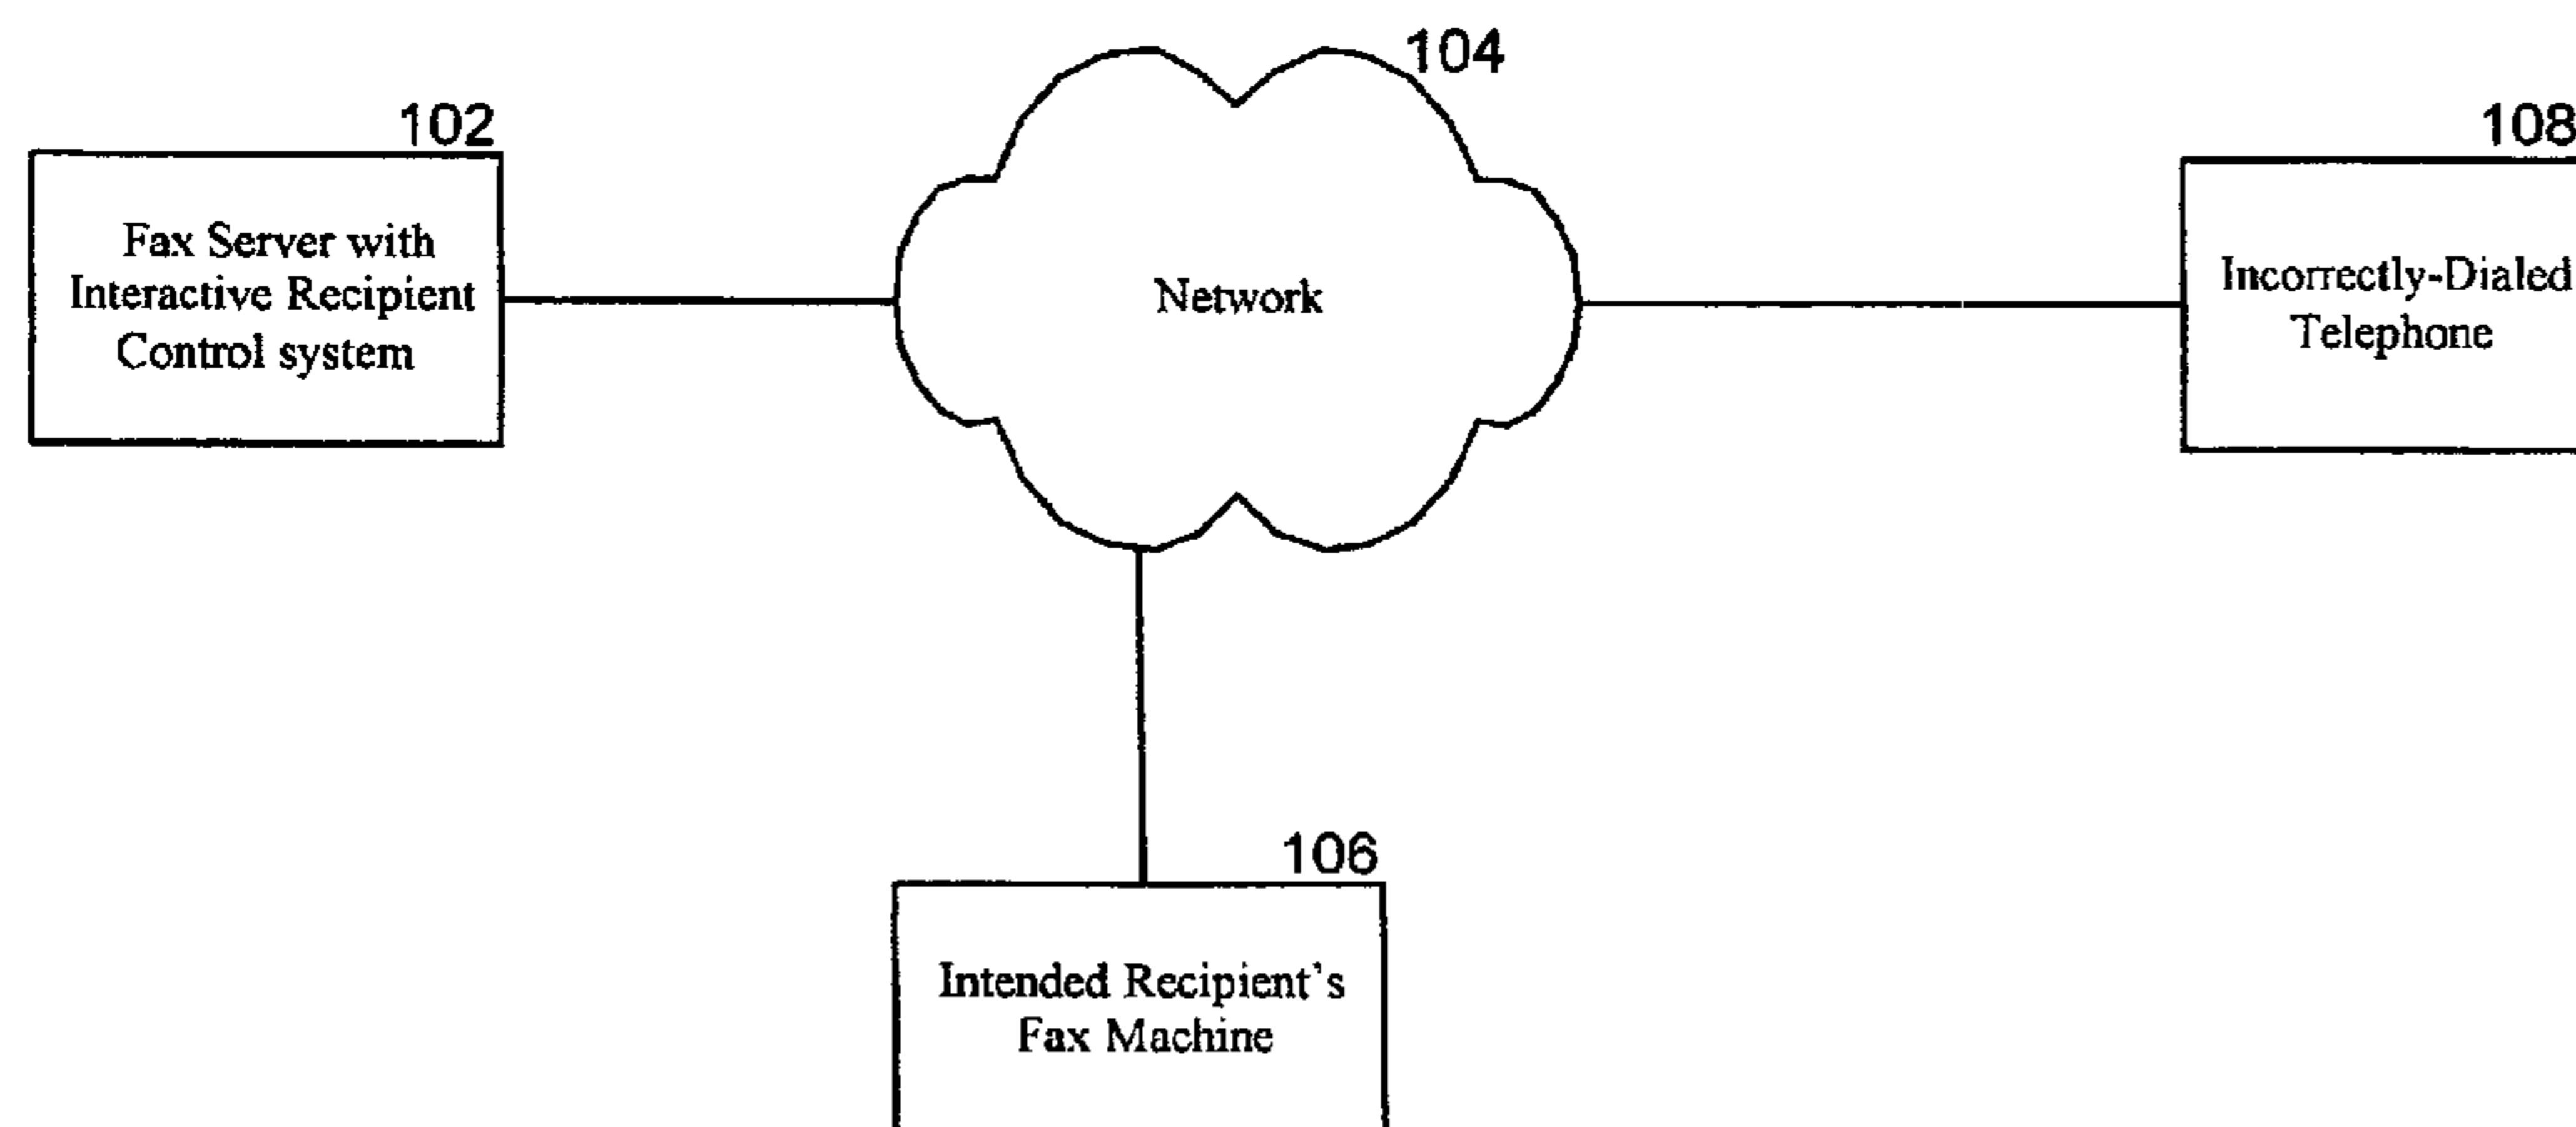 104
102
108
Fax Server with
Interactive Recipient
Control system
Network
Incorrectly-Dialed
Telephone
106
Intended Recipient's
Fax Machine